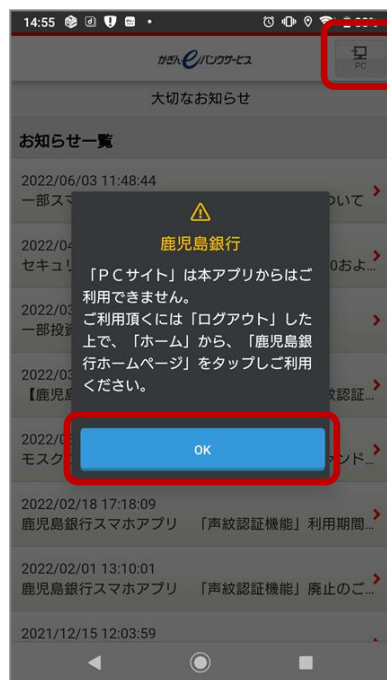 14:55
かぎんeバンクサービス
PC
大切なお知らせ
お知らせ一覧
2022/06/03 11:48:44
一部ス
ついて
鹿児島銀行
2022/04
セキュリ
およ…
「ＰＣサイト」は本アプリからはご
利用できません。
ご利用頂くには「ログアウト」した
上で、「ホーム」から、「鹿児島銀
行ホームページ」をタップしご利用
ください。
2022/03
一部投資
2022/03
【鹿児島
認証…
OK
2022/03
モスク
ンド…
2022/02/18 17:18:09
鹿児島銀行スマホアプリ 「声紋認証機能」利用期間…
2022/02/01 13:10:01
鹿児島銀行スマホアプリ 「声紋認証機能」廃止のご…
2021/12/15 12:03:59